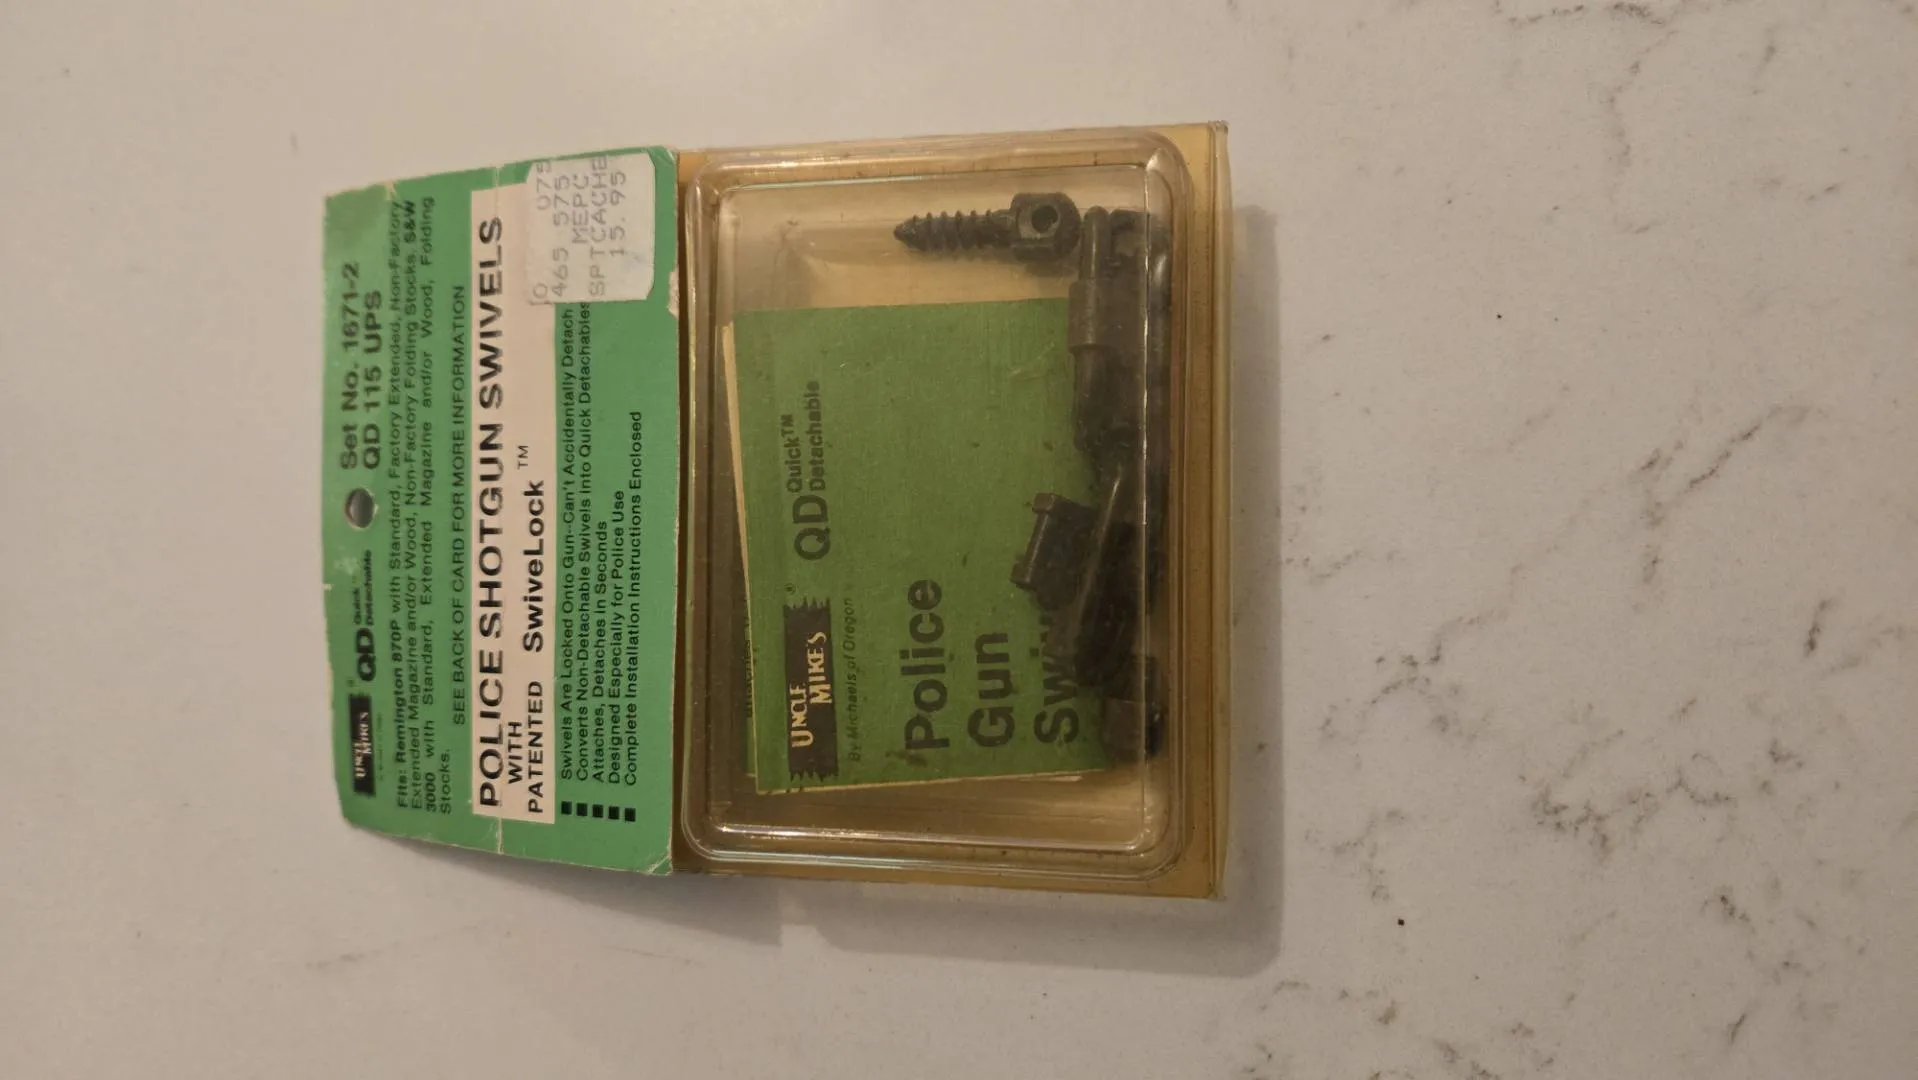 Set No. 1671-2
QD 115 UPS
UNCLE MIKE'S ® QD Quick™ Detachable
Fits: Remington 870P with Standard, Factory Extended, Non-Factory
Extended Magazine and/or Wood, Non-Factory Folding Stocks. S&W
3000 with Standard, Extended Magazine and/or Wood, Folding
Stocks.
SEE BACK OF CARD FOR MORE INFORMATION
POLICE SHOTGUN SWIVELS
WITH
PATENTED SwiveLock™
Swivels Are Locked Onto Gun--Can't Accidentally Detach
Converts Non-Detachable Swivels into Quick Detachables
Attaches, Detaches in Seconds
Designed Especially for Police Use
Complete Installation Instructions Enclosed
0 075
465 575
MEPC
SPTCACHE
15.95
UNCLE
MIKE'S ®
By Michaels of Oregon
QD Quick™
Detachable
Police
Gun